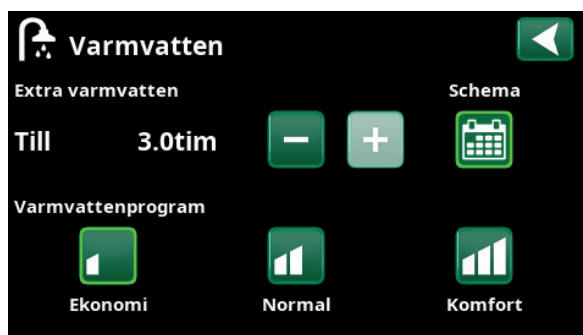 Varmvatten
Extra varmvatten Schema
Till 3.0tim
Varmvattenprogram
Ekonomi Normal Komfort